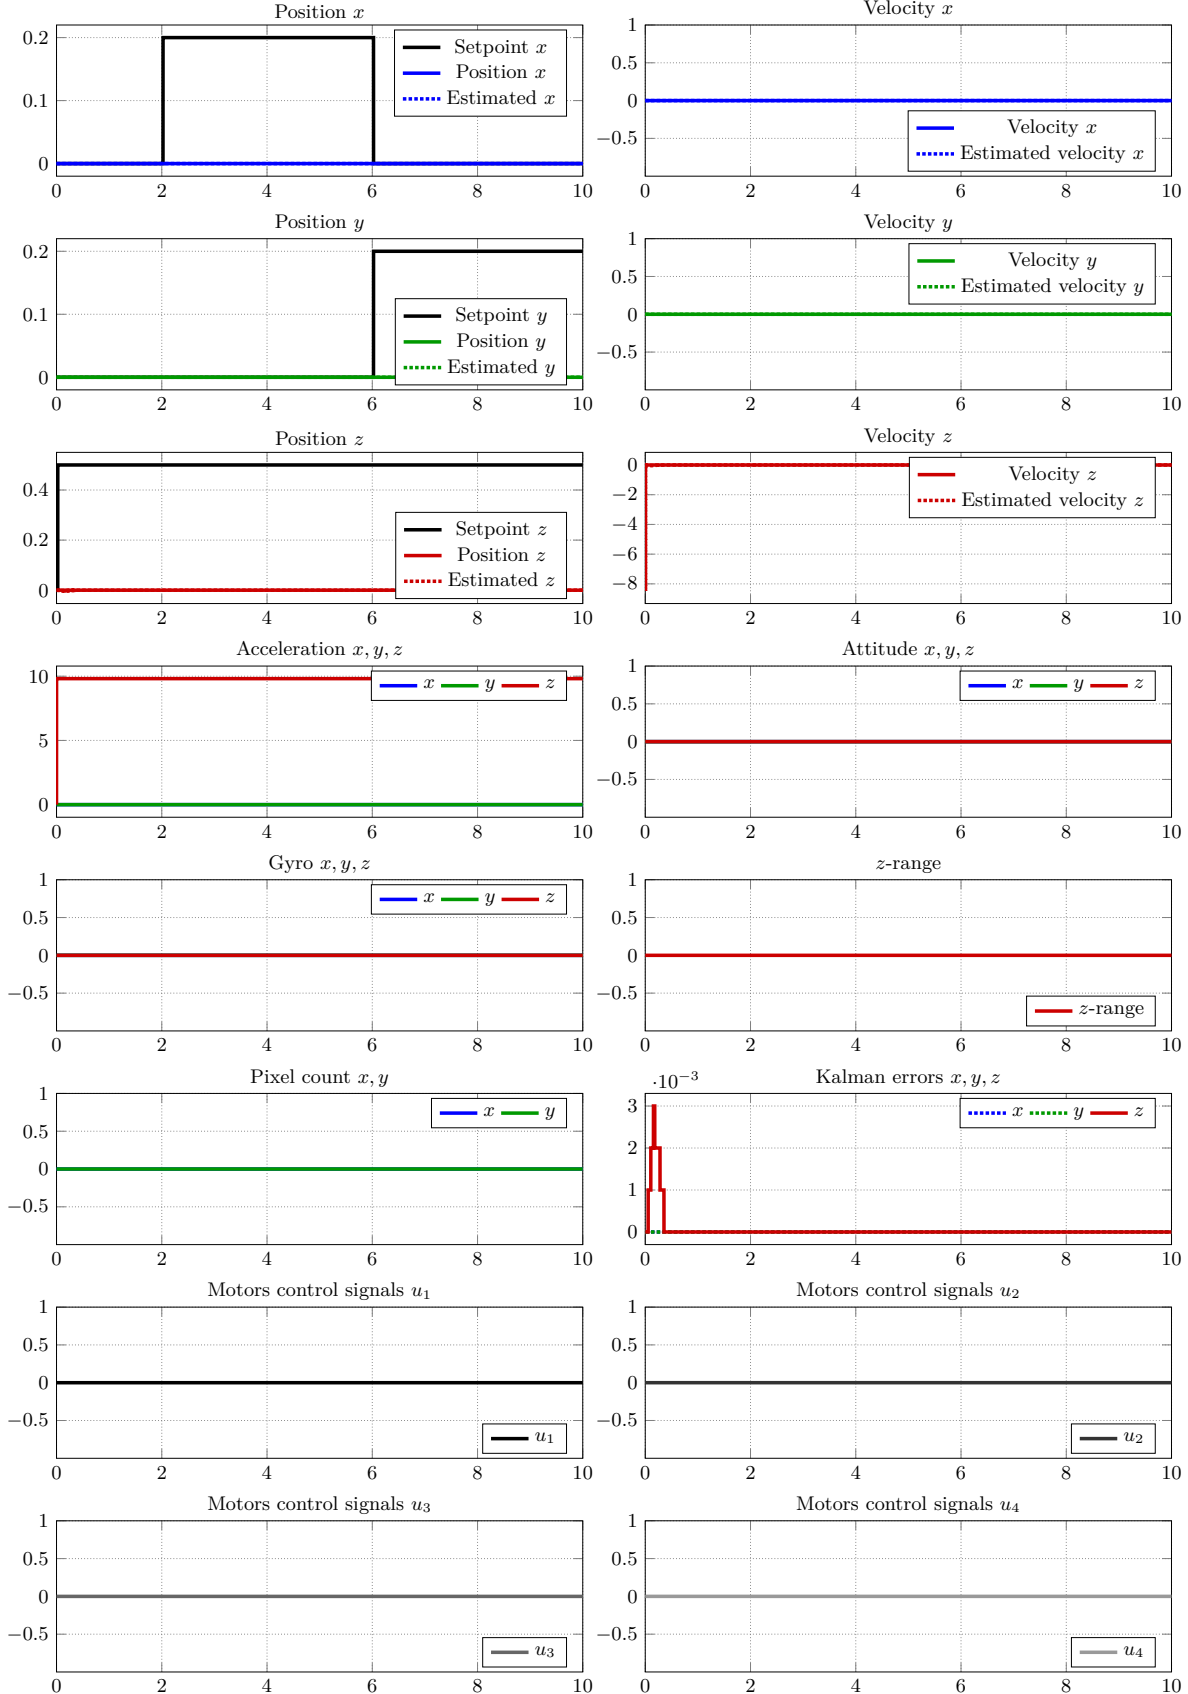 Position x
0.2
0.1
0
Setpoint x
Position x
Estimated x
0 2 4 6 8 10
Velocity x
1
0.5
0
−0.5
Velocity x
Estimated velocity x
0 2 4 6 8 10
Position y
0.2
0.1
0
Setpoint y
Position y
Estimated y
0 2 4 6 8 10
Velocity y
1
0.5
0
−0.5
Velocity y
Estimated velocity y
0 2 4 6 8 10
Position z
0.4
0.2
0
Setpoint z
Position z
Estimated z
0 2 4 6 8 10
Velocity z
0
−2
−4
−6
−8
Velocity z
Estimated velocity z
0 2 4 6 8 10
Acceleration x, y, z
10
5
0
x y z
0 2 4 6 8 10
Attitude x, y, z
1
0.5
0
−0.5
x y z
0 2 4 6 8 10
Gyro x, y, z
1
0.5
0
−0.5
x y z
0 2 4 6 8 10
z-range
1
0.5
0
−0.5
z-range
0 2 4 6 8 10
Pixel count x, y
1
0.5
0
−0.5
x y
0 2 4 6 8 10
·10⁻³
Kalman errors x, y, z
3
2
1
0
x y z
0 2 4 6 8 10
Motors control signals u₁
1
0.5
0
−0.5
u₁
0 2 4 6 8 10
Motors control signals u₂
1
0.5
0
−0.5
u₂
0 2 4 6 8 10
Motors control signals u₃
1
0.5
0
−0.5
u₃
0 2 4 6 8 10
Motors control signals u₄
1
0.5
0
−0.5
u₄
0 2 4 6 8 10